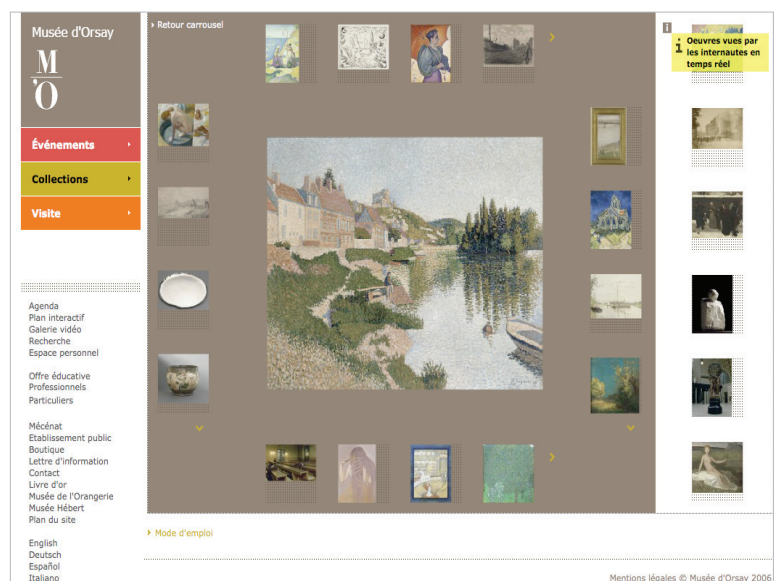 Musée d'Orsay
M
'O
Événements
Collections
Visite
Agenda
Plan interactif
Galerie vidéo
Recherche
Espace personnel
Offre éducative
Professionnels
Particuliers
Mécénat
Etablissement public
Boutique
Lettre d'information
Contact
Livre d'or
Musée de l'Orangerie
Musée Hébert
Plan du site
English
Deutsch
Español
Italiano
› Retour carrousel
i
i Oeuvres vues par
les internautes en
temps réel
› Mode d'emploi
Mentions légales © Musée d'Orsay 2006